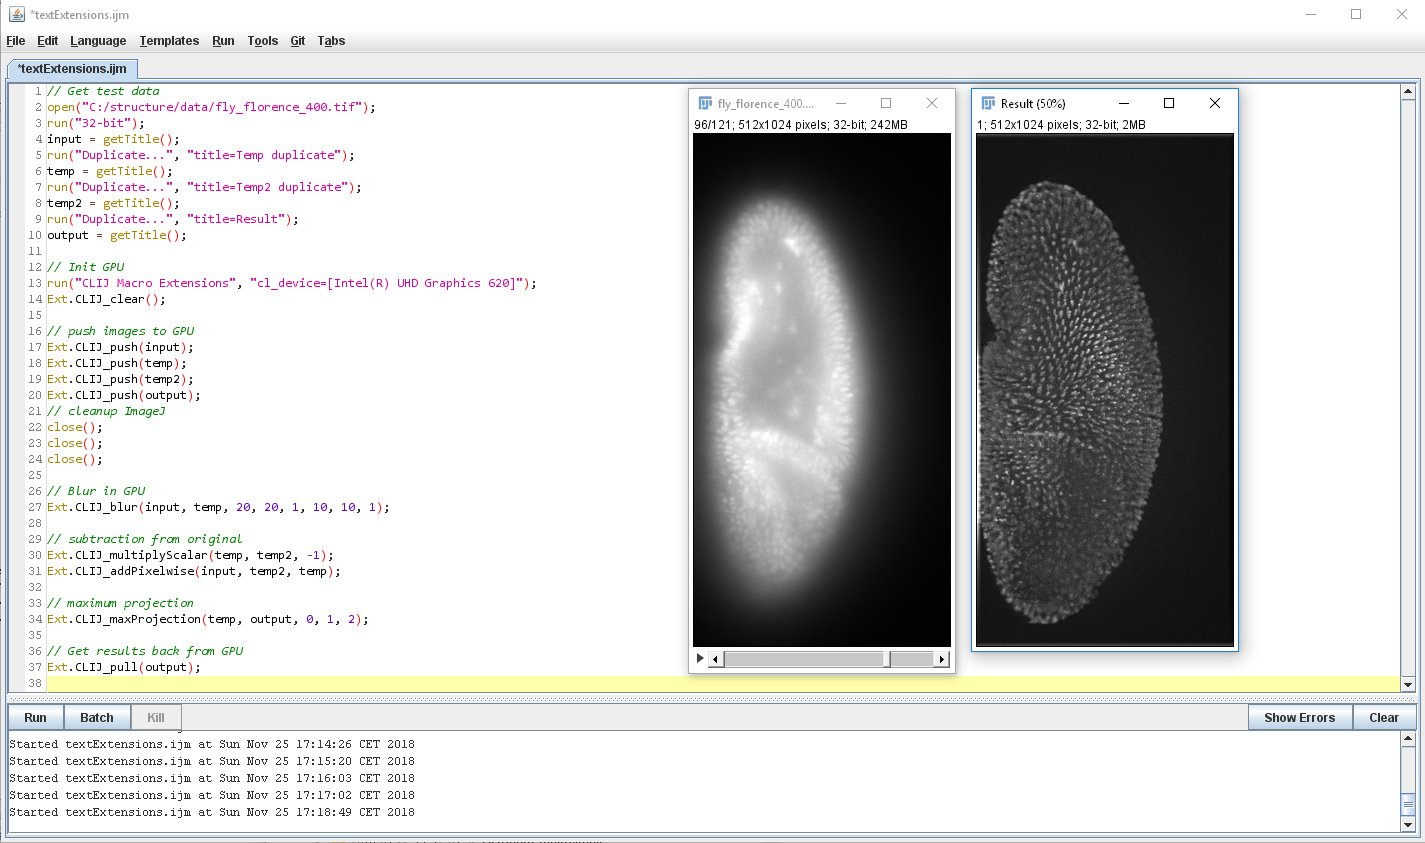 *textExtensions.ijm
File Edit Language Templates Run Tools Git Tabs
*textExtensions.ijm
1 // Get test data
2 open("C:/structure/data/fly_florence_400.tif");
3 run("32-bit");
4 input = getTitle();
5 run("Duplicate...", "title=Temp duplicate");
6 temp = getTitle();
7 run("Duplicate...", "title=Temp2 duplicate");
8 temp2 = getTitle();
9 run("Duplicate...", "title=Result");
10 output = getTitle();
11
12 // Init GPU
13 run("CLIJ Macro Extensions", "cl_device=[Intel(R) UHD Graphics 620]");
14 Ext.CLIJ_clear();
15
16 // push images to GPU
17 Ext.CLIJ_push(input);
18 Ext.CLIJ_push(temp);
19 Ext.CLIJ_push(temp2);
20 Ext.CLIJ_push(output);
21 // cleanup ImageJ
22 close();
23 close();
24 close();
25
26 // Blur in GPU
27 Ext.CLIJ_blur(input, temp, 20, 20, 1, 10, 10, 1);
28
29 // subtraction from original
30 Ext.CLIJ_multiplyScalar(temp, temp2, -1);
31 Ext.CLIJ_addPixelwise(input, temp2, temp);
32
33 // maximum projection
34 Ext.CLIJ_maxProjection(temp, output, 0, 1, 2);
35
36 // Get results back from GPU
37 Ext.CLIJ_pull(output);
38
fly_florence_400....
96/121; 512x1024 pixels; 32-bit; 242MB
Result (50%)
1; 512x1024 pixels; 32-bit; 2MB
Run Batch Kill Show Errors Clear
Started textExtensions.ijm at Sun Nov 25 17:14:26 CET 2018
Started textExtensions.ijm at Sun Nov 25 17:15:20 CET 2018
Started textExtensions.ijm at Sun Nov 25 17:16:03 CET 2018
Started textExtensions.ijm at Sun Nov 25 17:17:02 CET 2018
Started textExtensions.ijm at Sun Nov 25 17:18:49 CET 2018